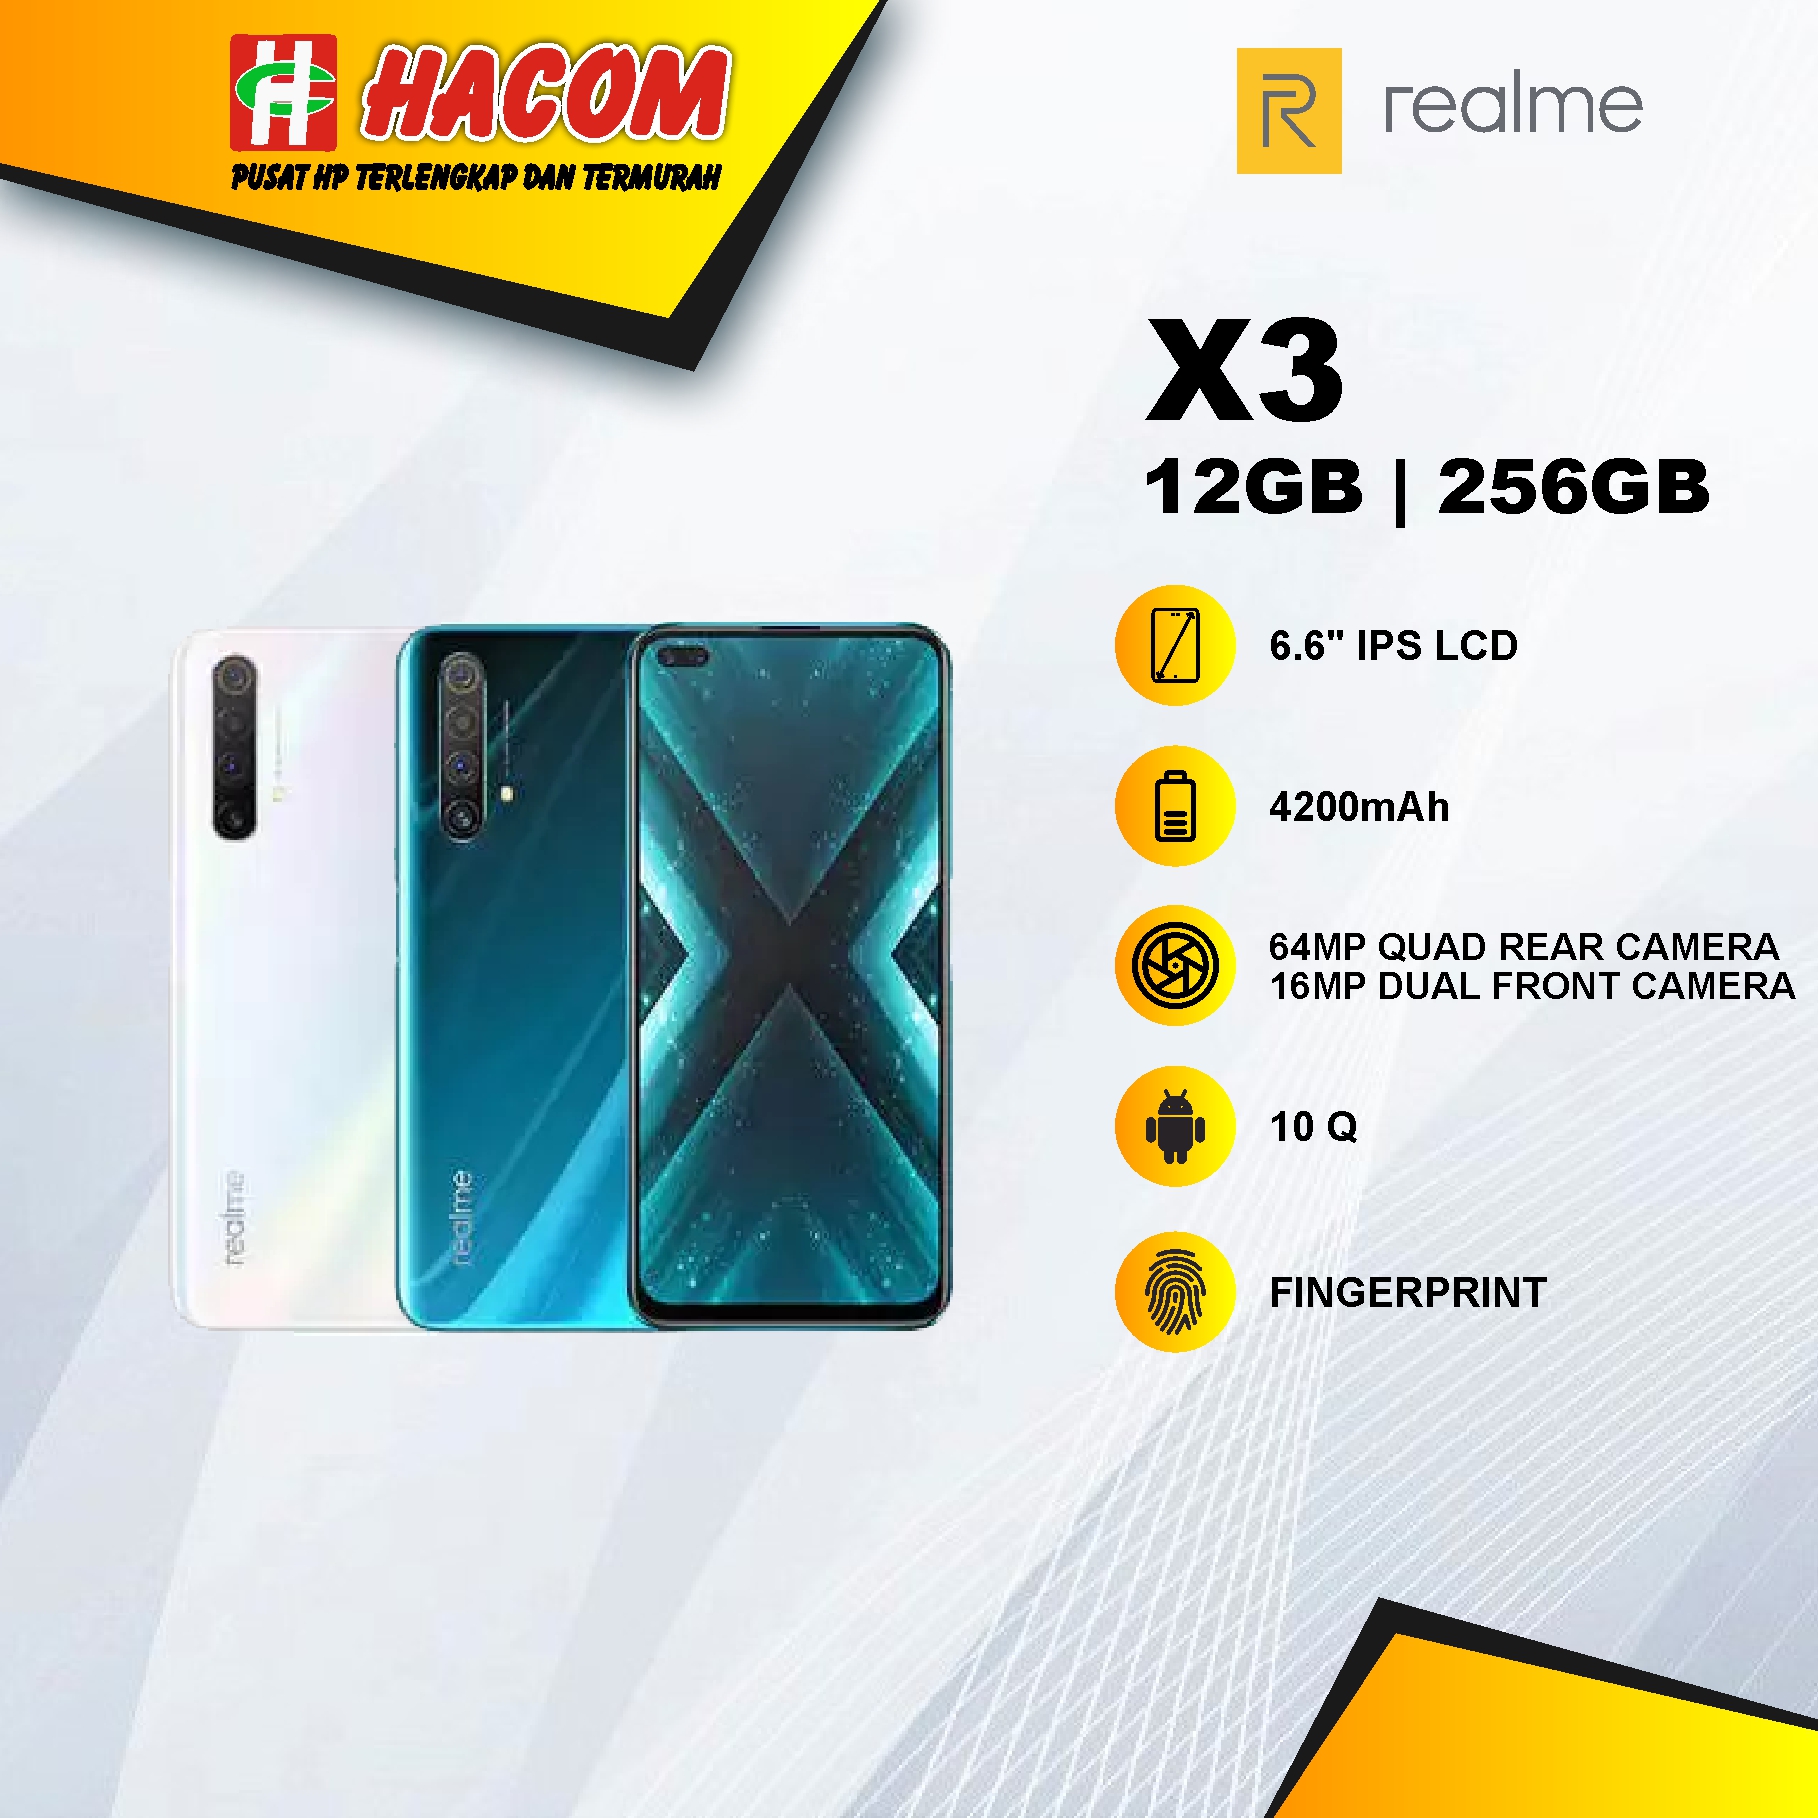 HACOM
PUSAT HP TERLENGKAP DAN TERMURAH
realme
X3
12GB | 256GB
6.6" IPS LCD
4200mAh
64MP QUAD REAR CAMERA
16MP DUAL FRONT CAMERA
10 Q
FINGERPRINT
realme
realme